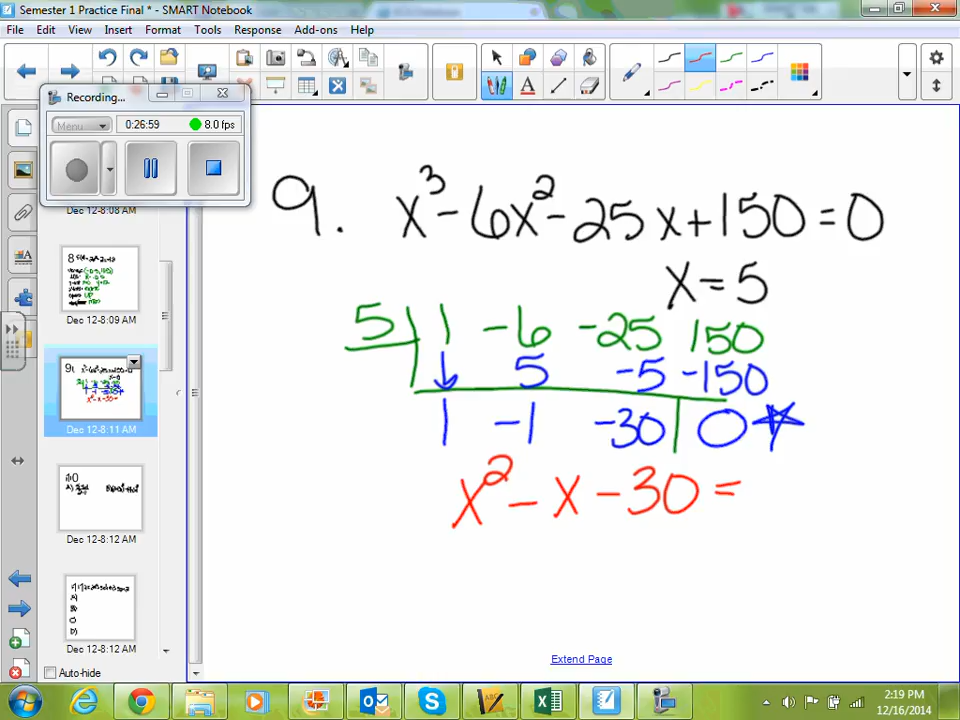 Semester 1 Practice Final * - SMART Notebook
File Edit View Insert Format Tools Response Add-ons Help
Recording...
Menu 0:26:59 8.0 fps
Dec 12-8:08 AM
Dec 12-8:09 AM
Dec 12-8:11 AM
Dec 12-8:12 AM
Dec 12-8:12 AM
Auto-hide
9. x³ - 6x² - 25x + 150 = 0
x = 5
5 1 -6 -25 150
↓ 5 -5 -150
1 -1 -30 0
x² - x - 30 =
Extend Page
2:19 PM
12/16/2014